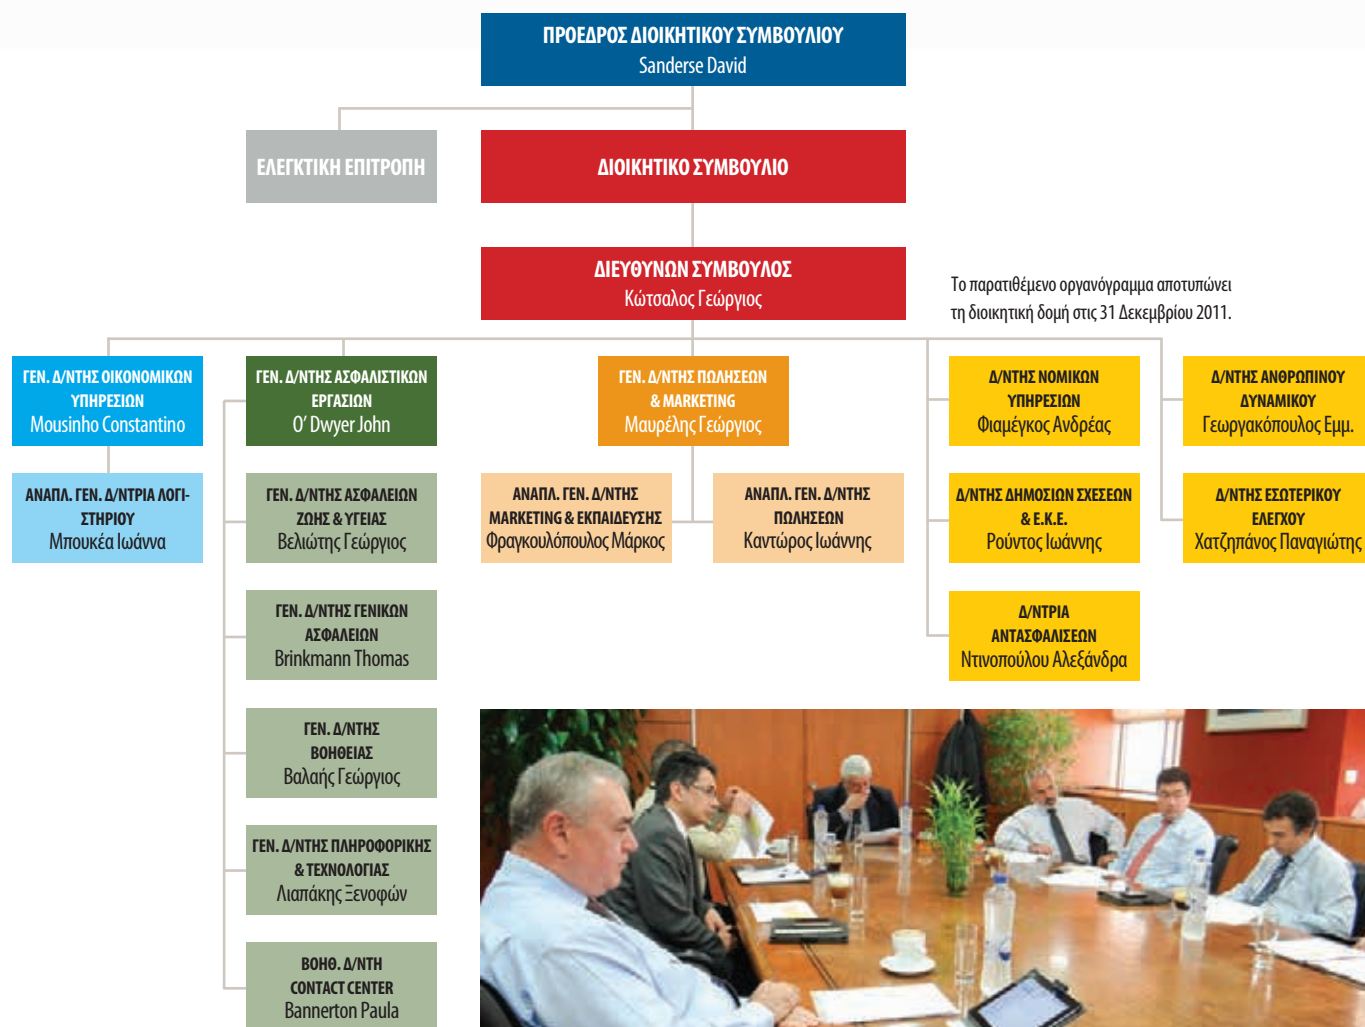 ΠΡΟΕΔΡΟΣ ΔΙΟΙΚΗΤΙΚΟΥ ΣΥΜΒΟΥΛΙΟΥ
Sanderse David
ΕΛΕΓΚΤΙΚΗ ΕΠΙΤΡΟΠΗ
ΔΙΟΙΚΗΤΙΚΟ ΣΥΜΒΟΥΛΙΟ
ΔΙΕΥΘΥΝΩΝ ΣΥΜΒΟΥΛΟΣ
Κώτσαλος Γεώργιος
Το παρατιθέμενο οργανόγραμμα αποτυπώνει
τη διοικητική δομή στις 31 Δεκεμβρίου 2011.
ΓΕΝ. Δ/ΝΤΗΣ ΟΙΚΟΝΟΜΙΚΩΝ
ΥΠΗΡΕΣΙΩΝ
Mousinho Constantino
ΓΕΝ. Δ/ΝΤΗΣ ΑΣΦΑΛΙΣΤΙΚΩΝ
ΕΡΓΑΣΙΩΝ
O' Dwyer John
ΓΕΝ. Δ/ΝΤΗΣ ΠΩΛΗΣΕΩΝ
& MARKETING
Μαυρέλης Γεώργιος
Δ/ΝΤΗΣ ΝΟΜΙΚΩΝ
ΥΠΗΡΕΣΙΩΝ
Φιαμέγκος Ανδρέας
Δ/ΝΤΗΣ ΑΝΘΡΩΠΙΝΟΥ
ΔΥΝΑΜΙΚΟΥ
Γεωργακόπουλος Εμμ.
ΑΝΑΠΛ. ΓΕΝ. Δ/ΝΤΡΙΑ ΛΟΓΙ-
ΣΤΗΡΙΟΥ
Μπουκέα Ιωάννα
ΓΕΝ. Δ/ΝΤΗΣ ΑΣΦΑΛΕΙΩΝ
ΖΩΗΣ & ΥΓΕΙΑΣ
Βελιώτης Γεώργιος
ΑΝΑΠΛ. ΓΕΝ. Δ/ΝΤΗΣ
MARKETING & ΕΚΠΑΙΔΕΥΣΗΣ
Φραγκουλόπουλος Μάρκος
ΑΝΑΠΛ. ΓΕΝ. Δ/ΝΤΗΣ
ΠΩΛΗΣΕΩΝ
Καντώρος Ιωάννης
Δ/ΝΤΗΣ ΔΗΜΟΣΙΩΝ ΣΧΕΣΕΩΝ
& Ε.Κ.Ε.
Ρούντος Ιωάννης
Δ/ΝΤΗΣ ΕΣΩΤΕΡΙΚΟΥ
ΕΛΕΓΧΟΥ
Χατζηπάνος Παναγιώτης
ΓΕΝ. Δ/ΝΤΗΣ ΓΕΝΙΚΩΝ
ΑΣΦΑΛΕΙΩΝ
Brinkmann Thomas
Δ/ΝΤΡΙΑ
ΑΝΤΑΣΦΑΛΙΣΕΩΝ
Ντινοπούλου Αλεξάνδρα
ΓΕΝ. Δ/ΝΤΗΣ
ΒΟΗΘΕΙΑΣ
Βαλαής Γεώργιος
ΓΕΝ. Δ/ΝΤΗΣ ΠΛΗΡΟΦΟΡΙΚΗΣ
& ΤΕΧΝΟΛΟΓΙΑΣ
Λιαπάκης Ξενοφών
ΒΟΗΘ. Δ/ΝΤΗ
CONTACT CENTER
Bannerton Paula